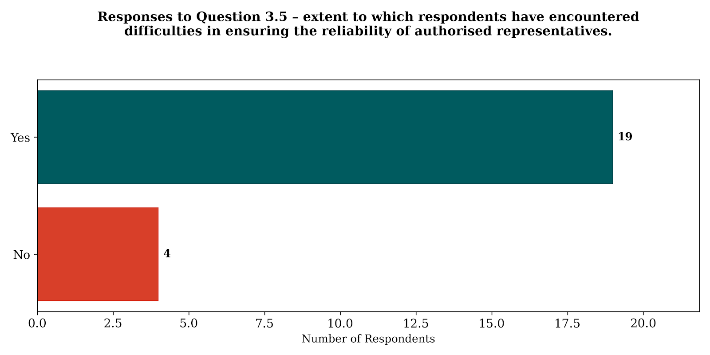 Responses to Question 3.5 – extent to which respondents have encountered
difficulties in ensuring the reliability of authorised representatives.
Yes
19
No
4
0.0 2.5 5.0 7.5 10.0 12.5 15.0 17.5 20.0
Number of Respondents